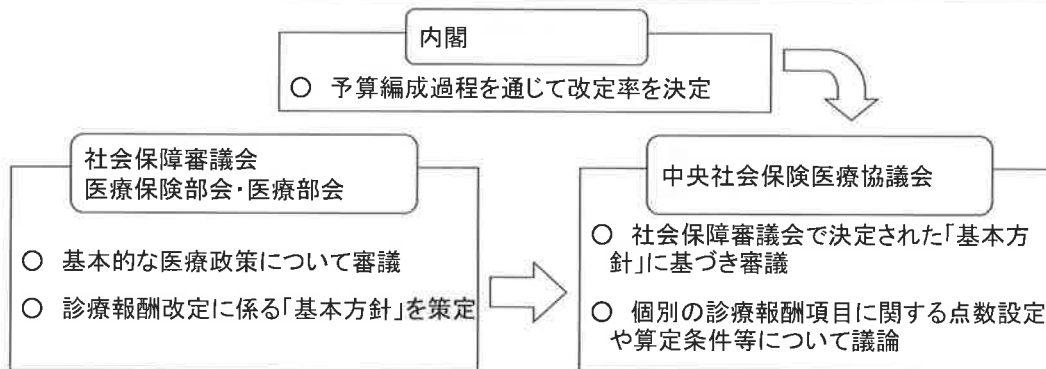 内閣
○ 予算編成過程を通じて改定率を決定
社会保障審議会
医療保険部会・医療部会
○ 基本的な医療政策について審議
○ 診療報酬改定に係る「基本方針」を策定
中央社会保険医療協議会
○ 社会保障審議会で決定された「基本方
針」に基づき審議
○ 個別の診療報酬項目に関する点数設定
や算定条件等について議論